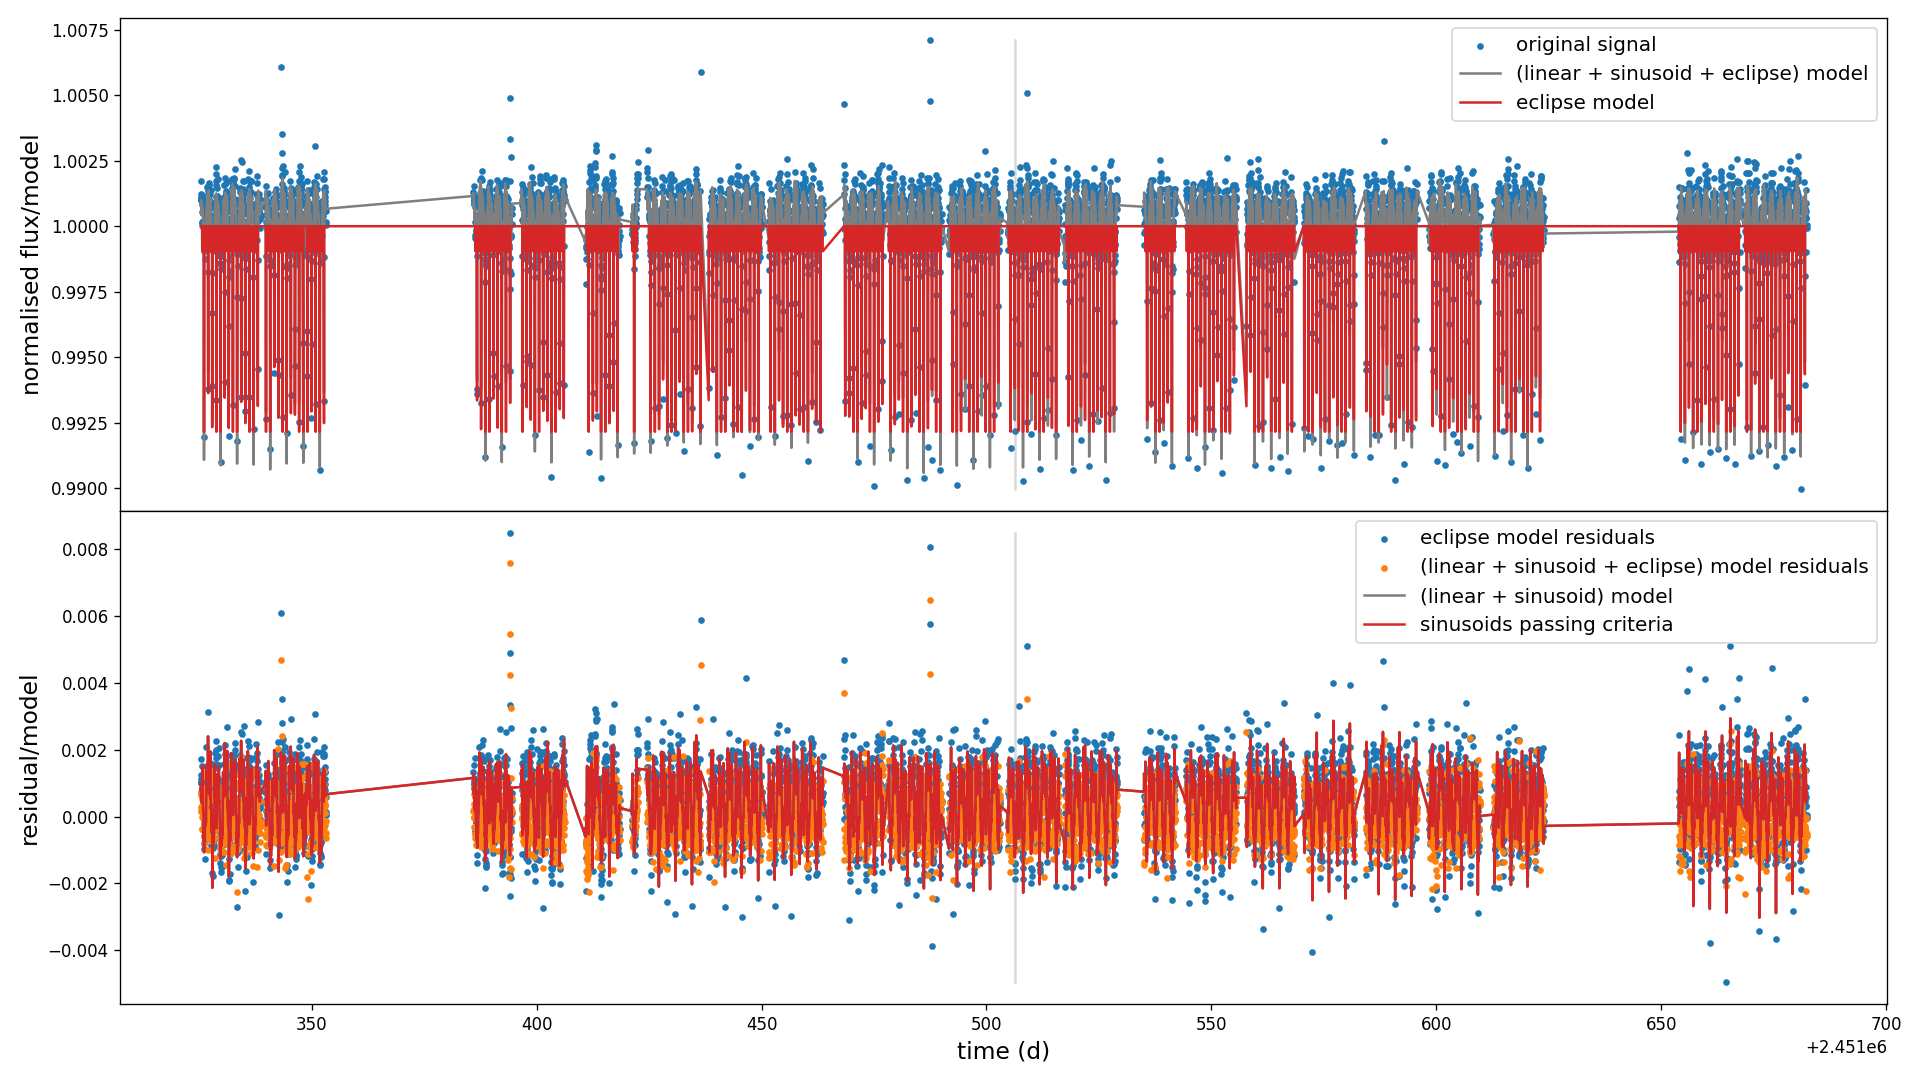 1.0075
1.0050
1.0025
1.0000
0.9975
0.9950
0.9925
0.9900
normalised flux/model
original signal
(linear + sinusoid + eclipse) model
eclipse model
0.008
0.006
0.004
0.002
0.000
−0.002
−0.004
residual/model
eclipse model residuals
(linear + sinusoid + eclipse) model residuals
(linear + sinusoid) model
sinusoids passing criteria
350 400 450 500 550 600 650 700
time (d)
+2.451e6